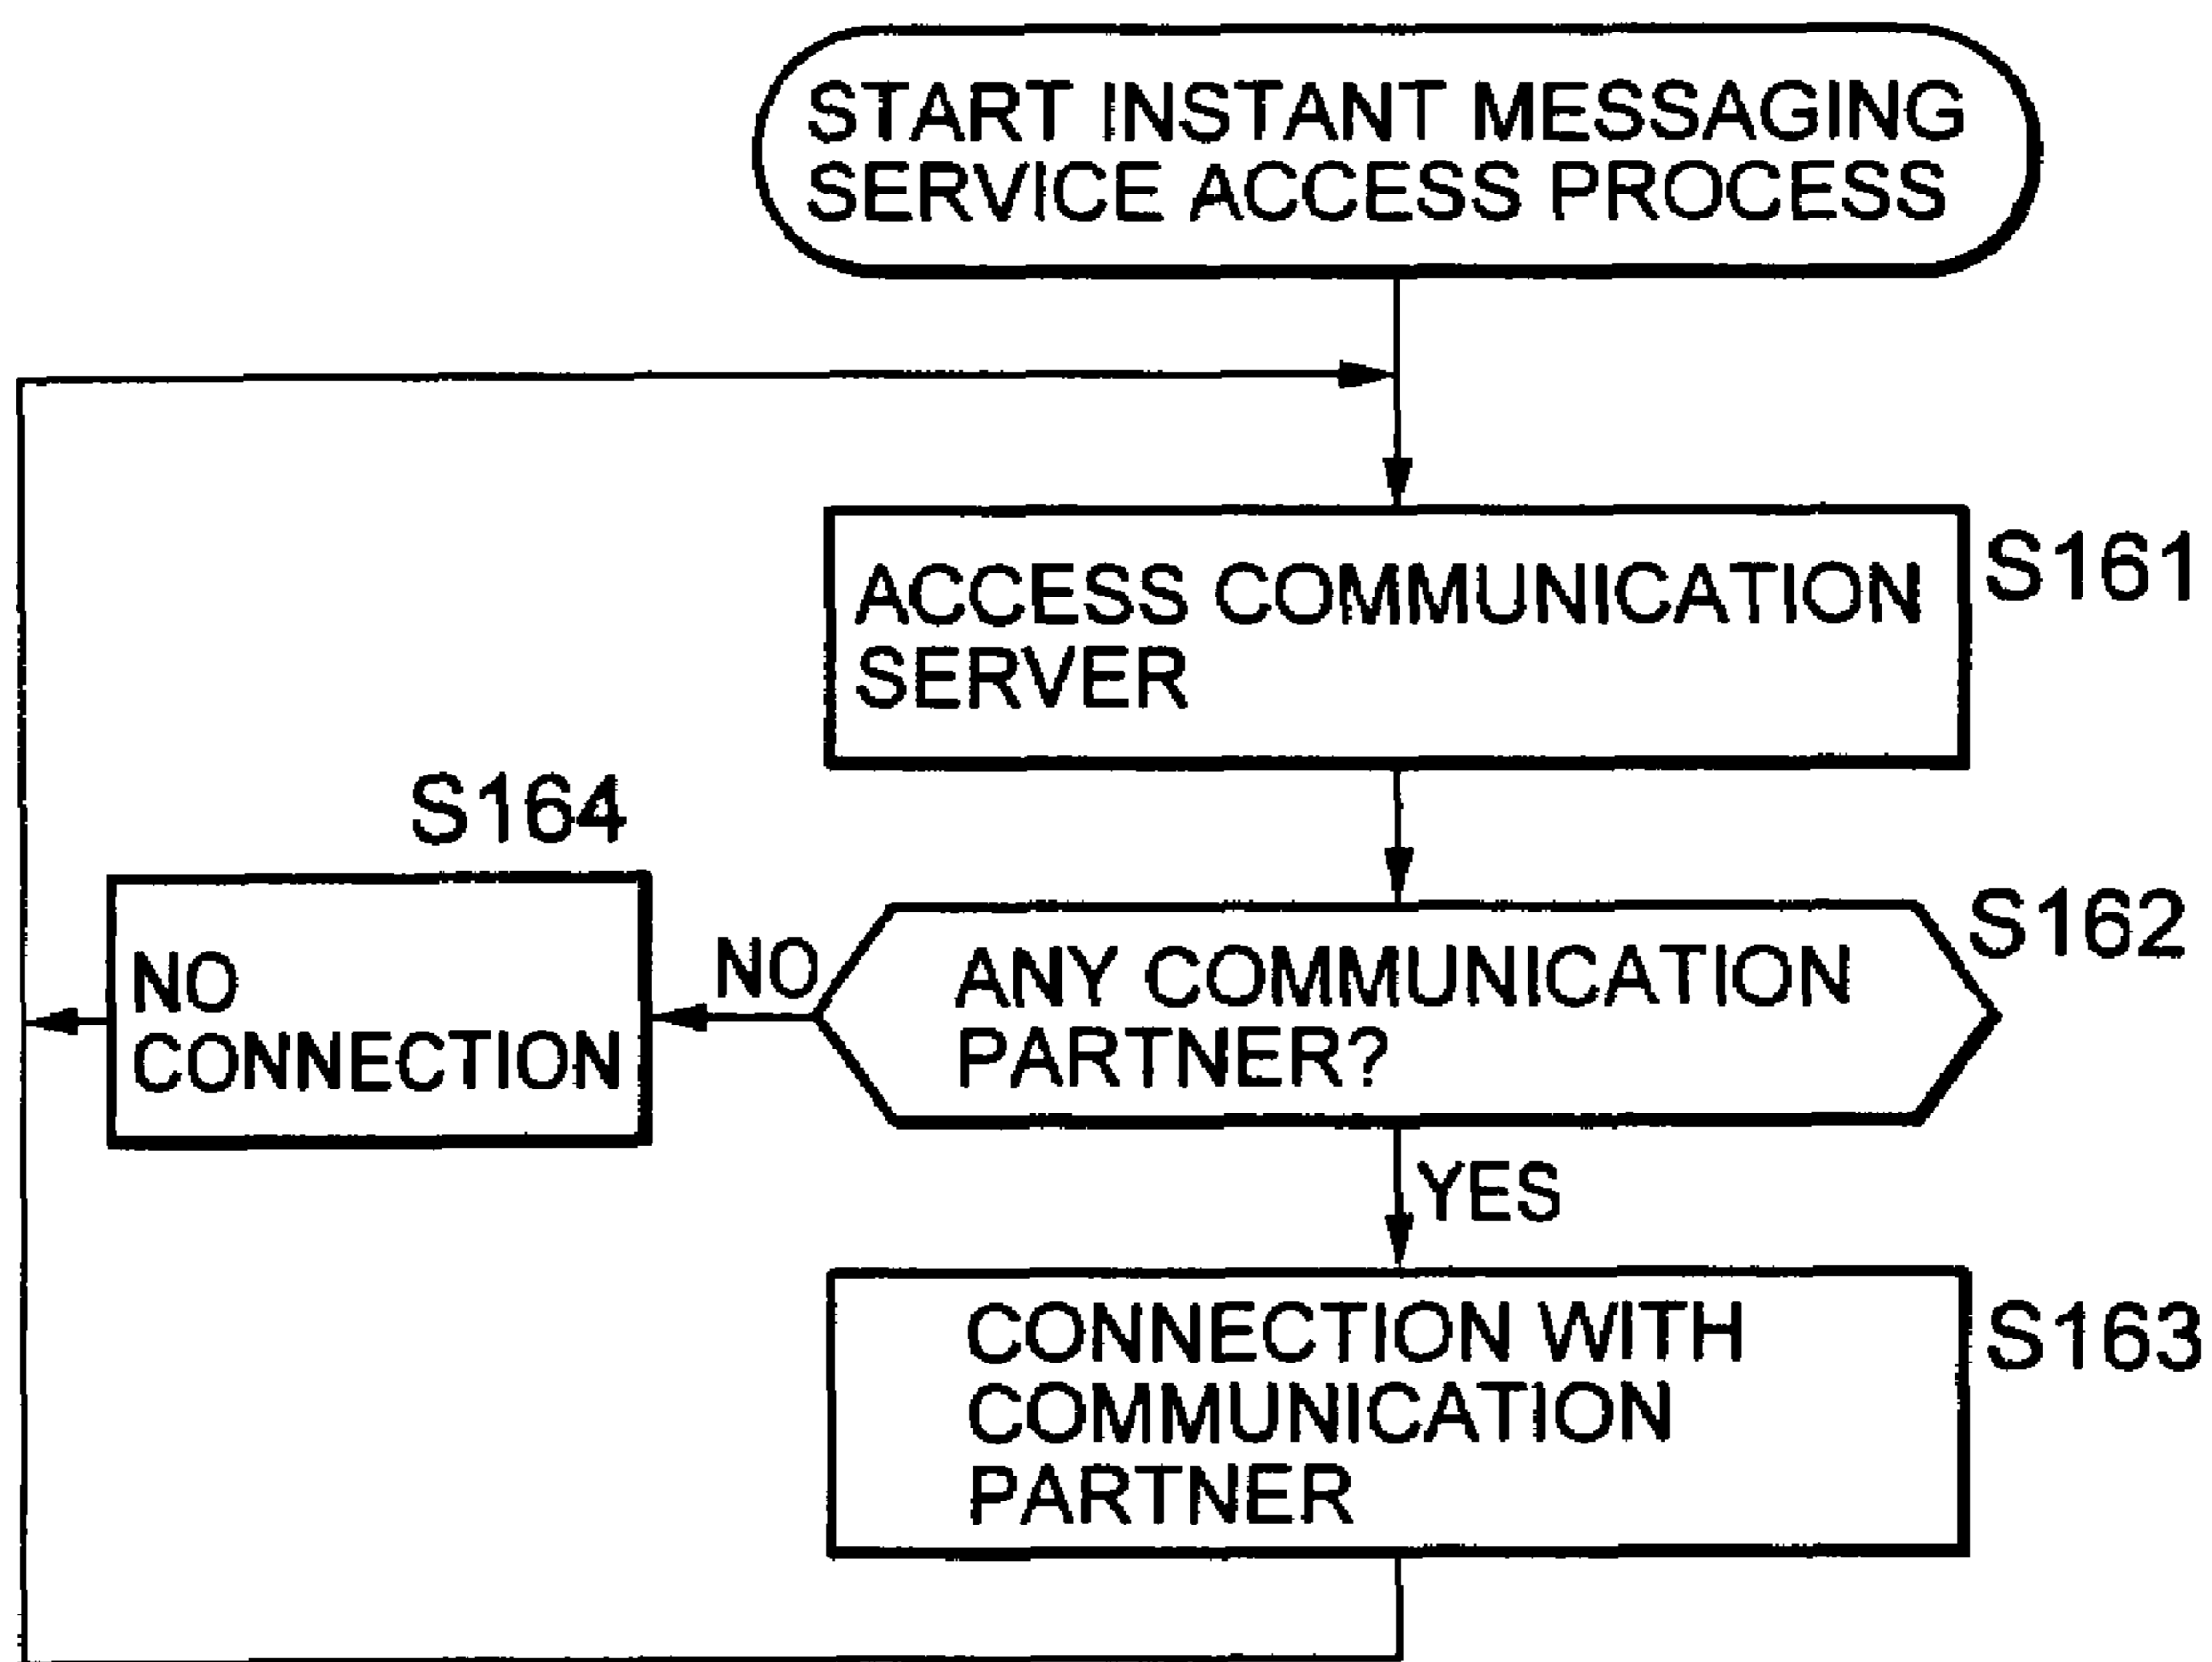 START INSTANT MESSAGING
SERVICE ACCESS PROCESS
ACCESS COMMUNICATION
SERVER
S161
S164
NO
CONNECTION
NO
ANY COMMUNICATION
PARTNER?
S162
YES
CONNECTION WITH
COMMUNICATION
PARTNER
S163